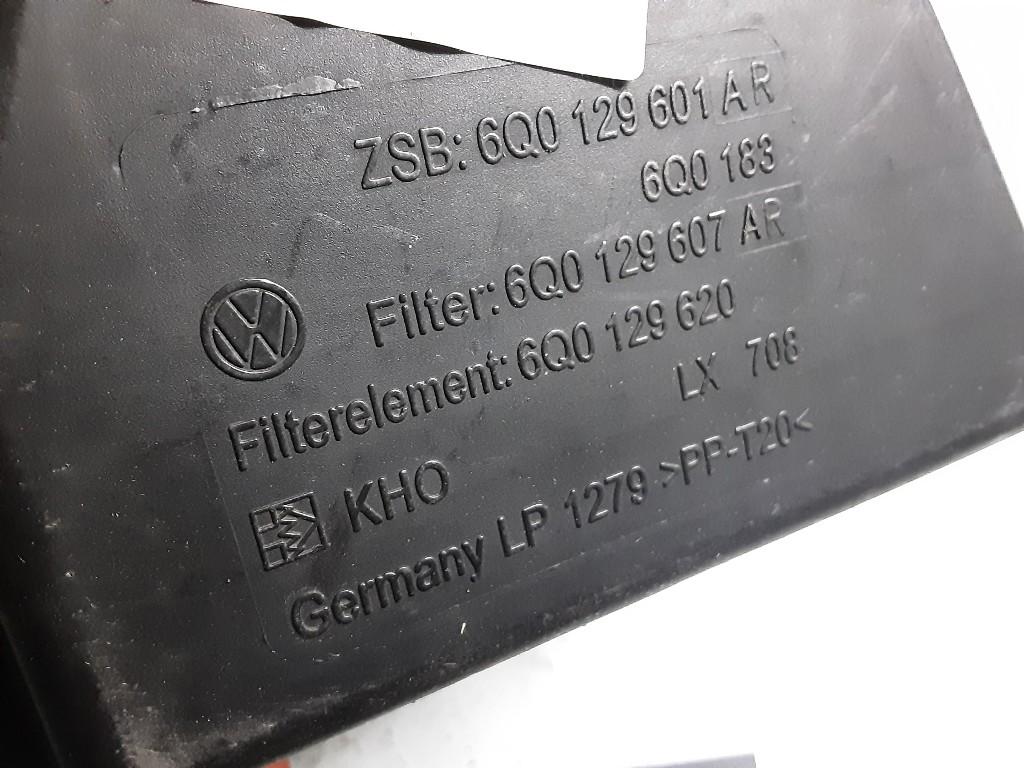 ZSB: 6Q0 129 601 AR
6Q0 183
Filter: 6Q0 129 607 AR
Filterelement: 6Q0 129 620
LX 708
KHO
Germany LP 1279 >PP-T20<